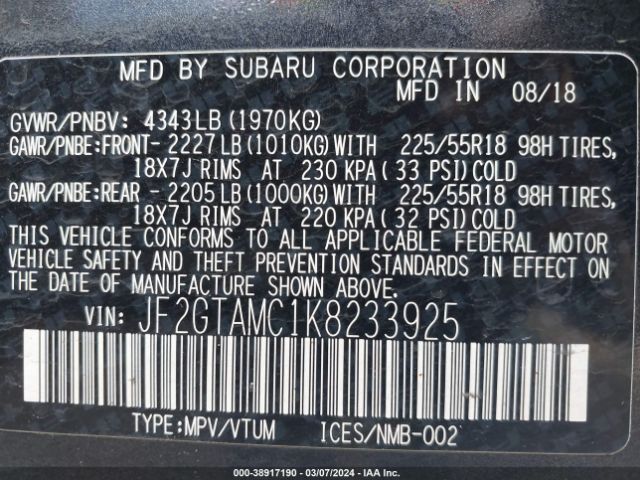 MFD BY SUBARU CORPORATION
MFD IN 08/18
GVWR/PNBV: 4343LB (1970KG)
GAWR/PNBE:FRONT- 2227 LB (1010KG)WITH 225/55R18 98H TIRES,
18X7J RIMS AT 230 KPA( 33 PSI)COLD
GAWR/PNBE:REAR - 2205 LB (1000KG)WITH 225/55R18 98H TIRES,
18X7J RIMS AT 220 KPA( 32 PSI)COLD
THIS VEHICLE CONFORMS TO ALL APPLICABLE FEDERAL MOTOR
VEHICLE SAFETY AND THEFT PREVENTION STANDARDS IN EFFECT ON
THE DATE OF MANUFACTURE SHOWN ABOVE.
VIN: JF2GTAMC1K8233925
TYPE:MPV/VTUM ICES/NMB-002
000-38917190 - 03/07/2024 - IAA Inc.